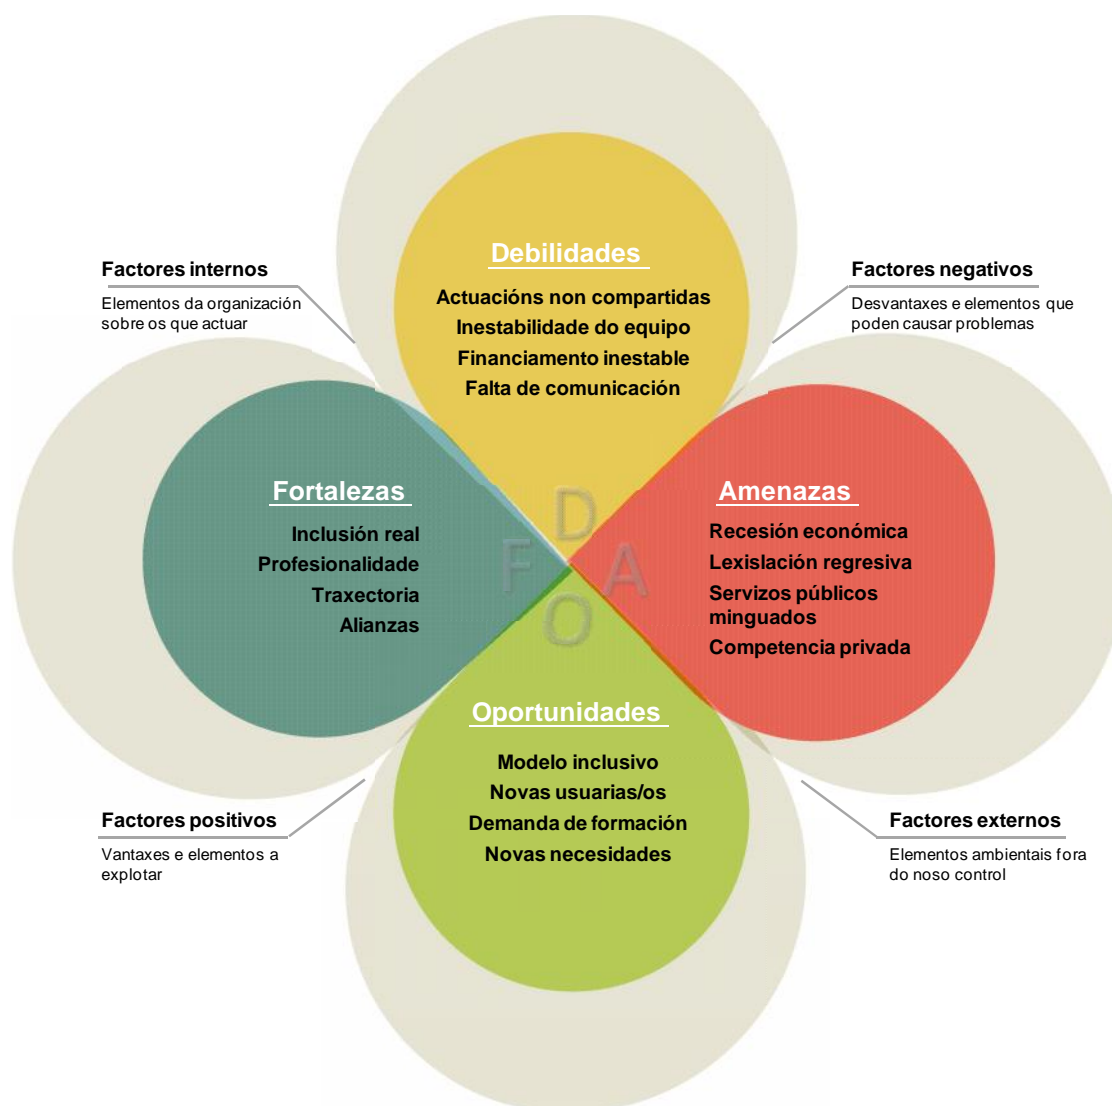 Debilidades
Actuacións non compartidas
Inestabilidade do equipo
Financiamento inestable
Falta de comunicación
Factores internos
Elementos da organización
sobre os que actuar
Factores negativos
Desvantaxes e elementos que
poden causar problemas
Fortalezas
Inclusión real
Profesionalidade
Traxectoria
Alianzas
D
F A
O
Amenazas
Recesión económica
Lexislación regresiva
Servizos públicos
minguados
Competencia privada
Oportunidades
Modelo inclusivo
Novas usuarias/os
Demanda de formación
Novas necesidades
Factores positivos
Vantaxes e elementos a
explotar
Factores externos
Elementos ambientais fora
do noso control